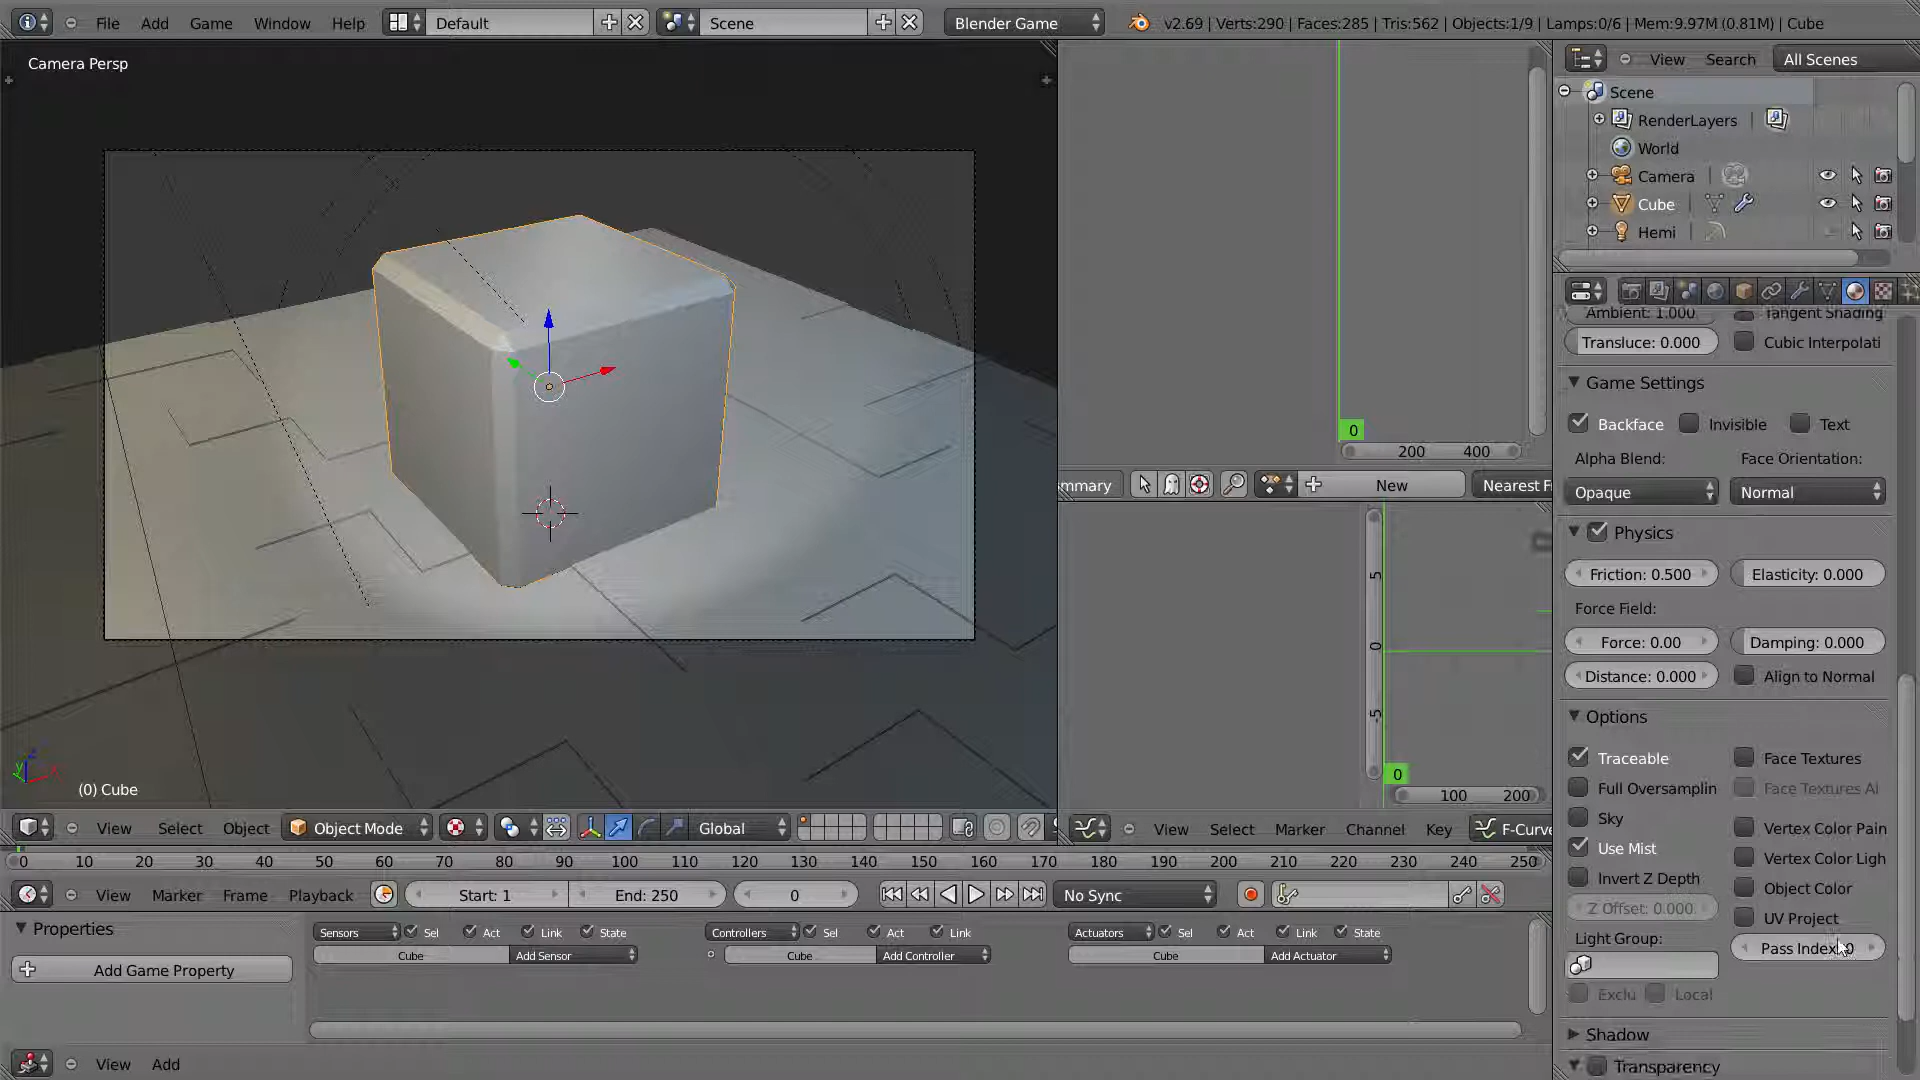 File Add Game Window Help Default Scene Blender Game v2.69 | Verts:290 | Faces:285 | Tris:562 | Objects:1/9 | Lamps:0/6 | Mem:9.97M (0.81M) | Cube
Camera Persp
(0) Cube
View Select Object Object Mode Global
0 200 400
mmary New Nearest F
5
0
-5
0
100 200
View Select Marker Channel Key F-Curve
View Search All Scenes
Scene
RenderLayers
World
Camera
Cube
Hemi
Ambient: 1.000 Tangent Shading
Transluce: 0.000 Cubic Interpolati
Game Settings
Backface Invisible Text
Alpha Blend: Face Orientation:
Opaque Normal
Physics
Friction: 0.500 Elasticity: 0.000
Force Field:
Force: 0.00 Damping: 0.000
Distance: 0.000 Align to Normal
Options
Traceable Face Textures
Full Oversamplin Face Textures Al
Sky Vertex Color Pain
Use Mist Vertex Color Ligh
Invert Z Depth Object Color
Z Offset: 0.000 UV Project
Light Group: Pass Index: 0
Exclu Local
Shadow
Transparency
0 10 20 30 40 50 60 70 80 90 100 110 120 130 140 150 160 170 180 190 200 210 220 230 240 250
View Marker Frame Playback Start: 1 End: 250 0 No Sync
Properties
Add Game Property
Sensors Sel Act Link State Controllers Sel Act Link Actuators Sel Act Link State
Cube Add Sensor Cube Add Controller Cube Add Actuator
View Add